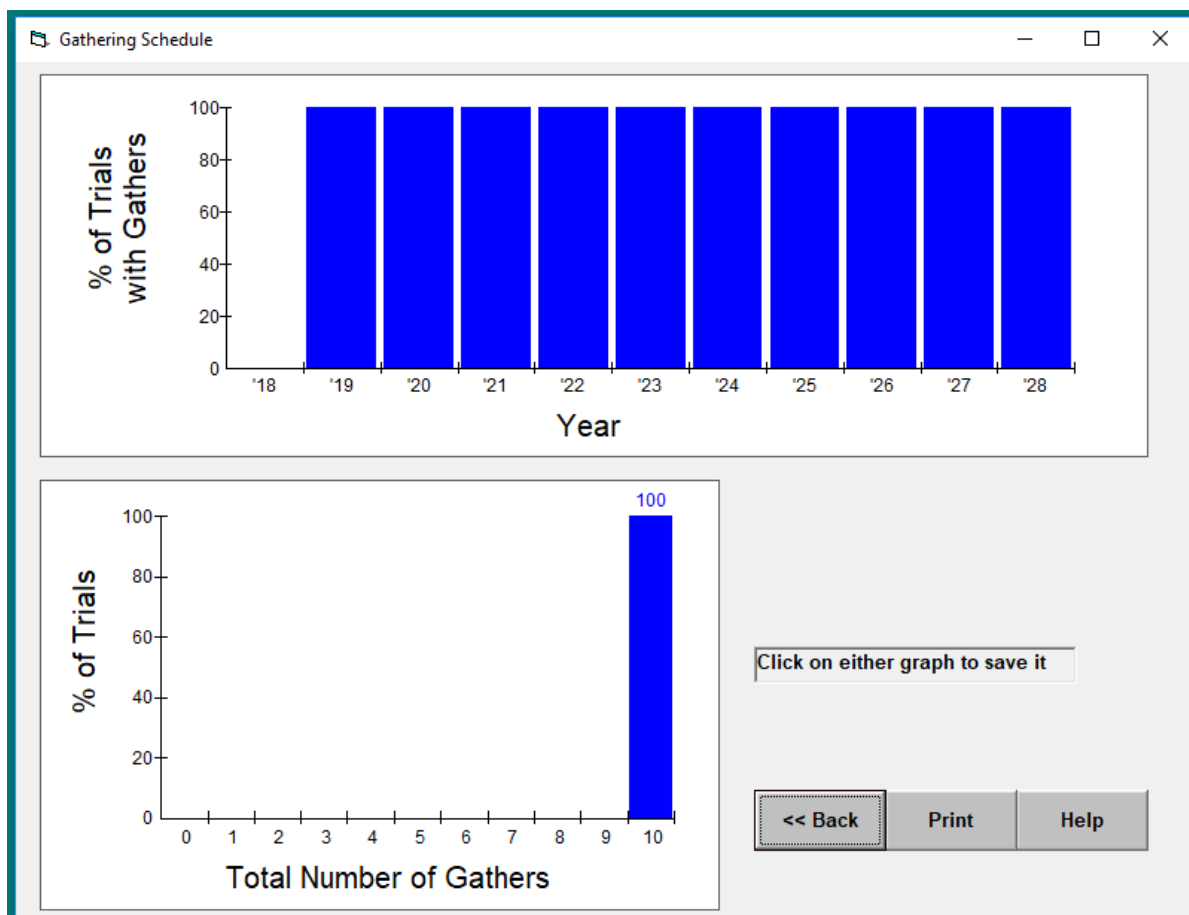 Gathering Schedule
% of Trials
with Gathers
100
80
60
40
20
0
'18 '19 '20 '21 '22 '23 '24 '25 '26 '27 '28
Year
% of Trials
100
100
80
60
40
20
0
0 1 2 3 4 5 6 7 8 9 10
Total Number of Gathers
Click on either graph to save it
<< Back Print Help